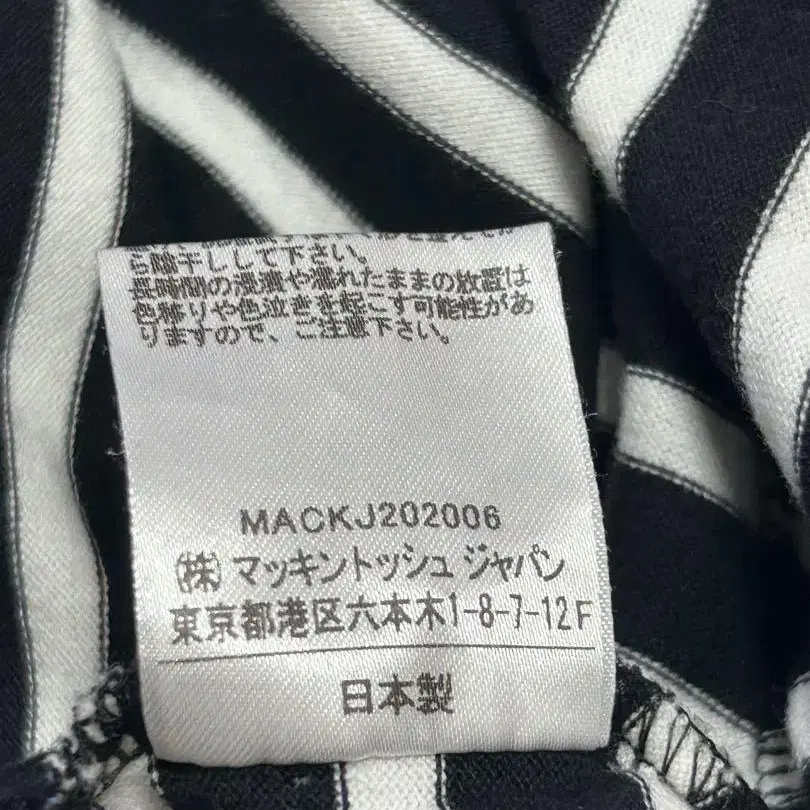 ら陰干しして下さい。
長時間の浸漬や濡れたままの放置は
色移りや色泣きを起こす可能性があ
りますので、ご注意下さい。
MACKJ202006
㈱マッキントッシュ ジャパン
東京都港区六本木1-8-7-12F
日本製